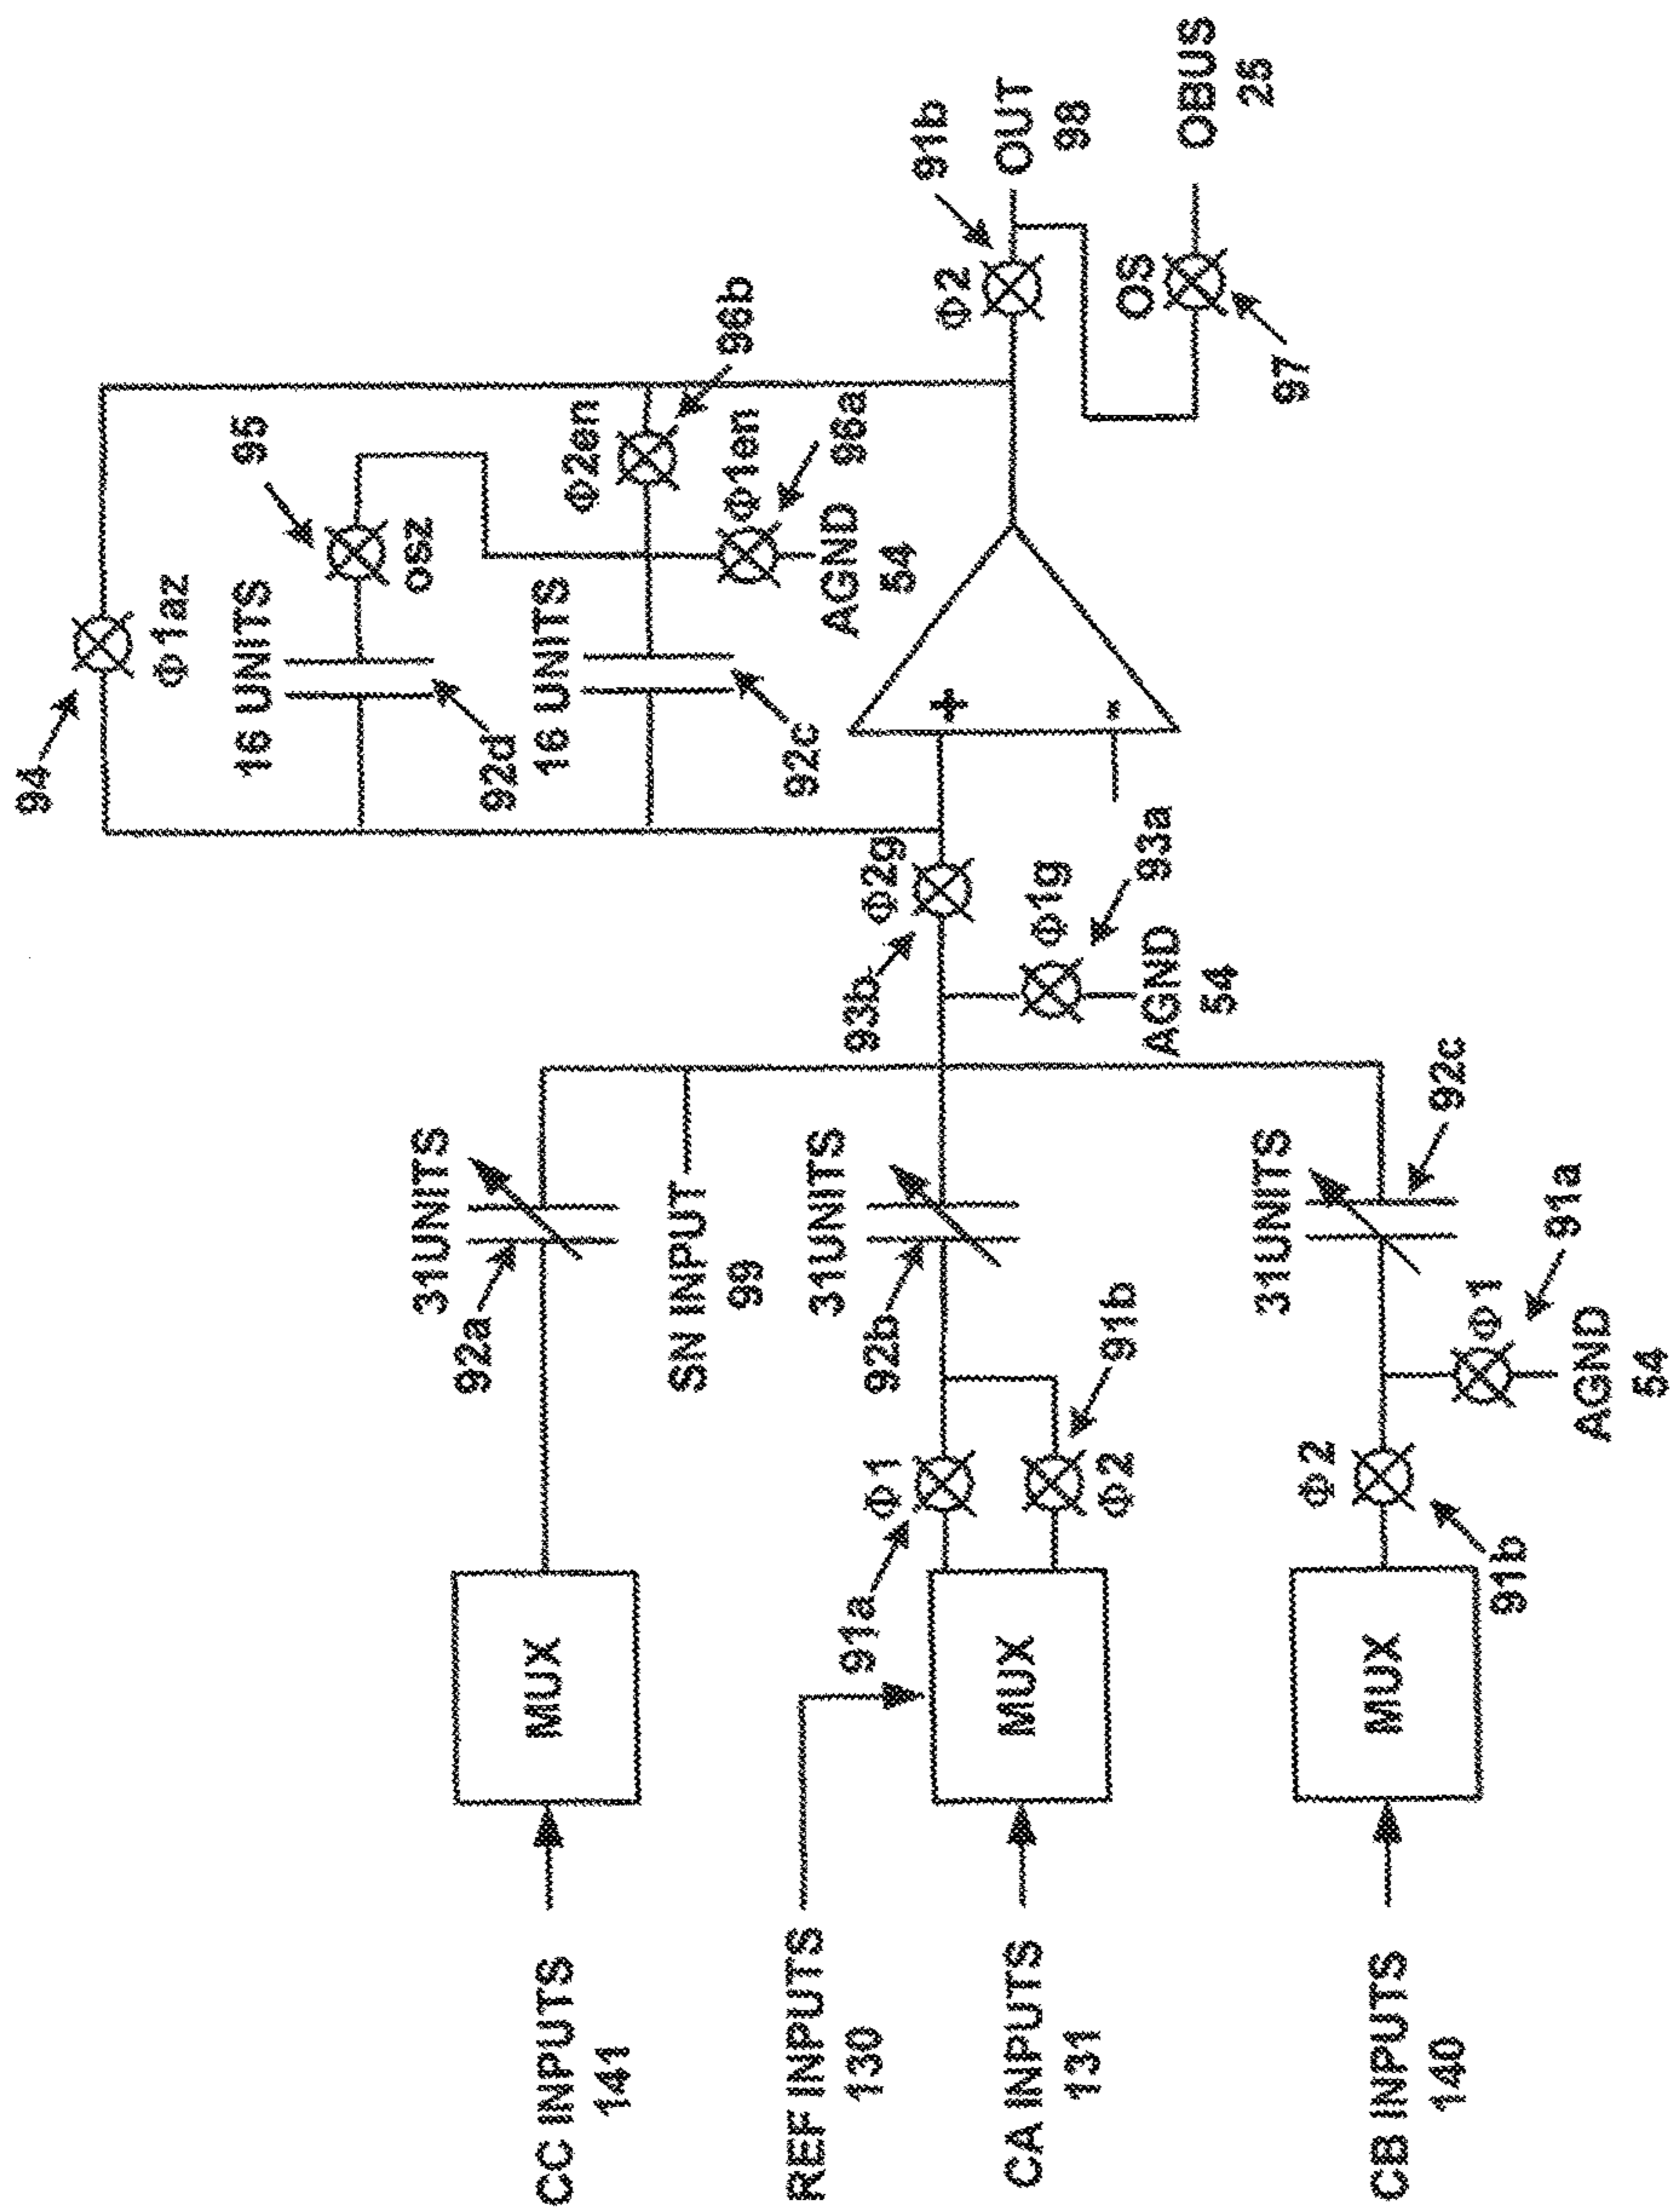 CC INPUTS
141
REF INPUTS
130
CA INPUTS
131
CB INPUTS
140
MUX
MUX
MUX
91a
Φ1
Φ2
91b
Φ2
91b
Φ1
91a
AGND
54
31UNITS
92a
SN INPUT
99
31UNITS
92b
31UNITS
92c
93b
Φ2g
Φ1g
93a
AGND
54
94
Φ1az
16 UNITS
92d
osz
95
16 UNITS
92c
Φ2en
96b
Φ1en
96a
AGND
54
+
-
Φ2
91b
OUT
98
OS
97
OBUS
25